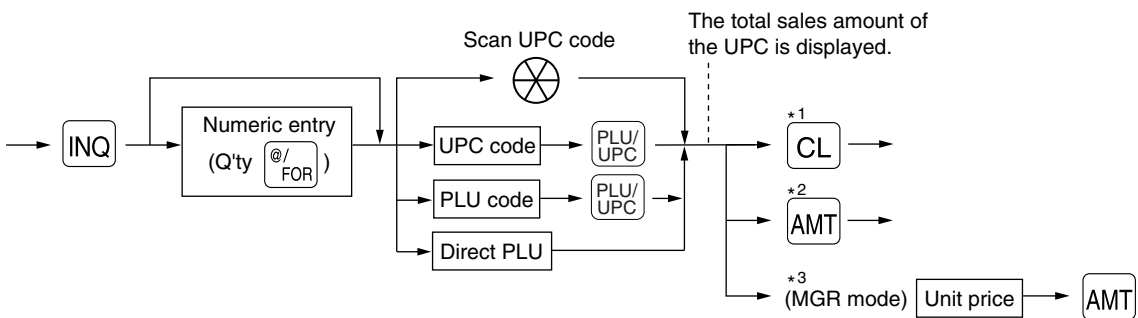 The total sales amount of
the UPC is displayed.
Scan UPC code
INQ
Numeric entry
(Q'ty @/FOR )
UPC code
PLU/
UPC
PLU code
PLU/
UPC
Direct PLU
*1
CL
*2
AMT
*3
(MGR mode) Unit price AMT